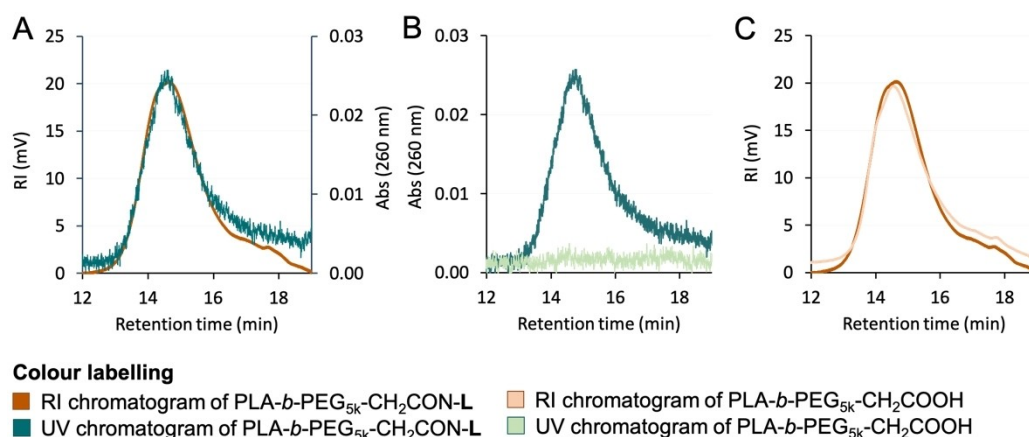 A
RI (mV)
25
20
15
10
5
0
12 14 16 18
Retention time (min)
0.03
0.02
0.01
0.00
Abs (260 nm)
B
Abs (260 nm)
0.03
0.02
0.01
0.00
12 14 16 18
Retention time (min)
C
RI (mV)
25
20
15
10
5
0
12 14 16 18
Retention time (min)
Colour labelling
RI chromatogram of PLA-b-PEG5k-CH2CON-L
UV chromatogram of PLA-b-PEG5k-CH2CON-L
RI chromatogram of PLA-b-PEG5k-CH2COOH
UV chromatogram of PLA-b-PEG5k-CH2COOH